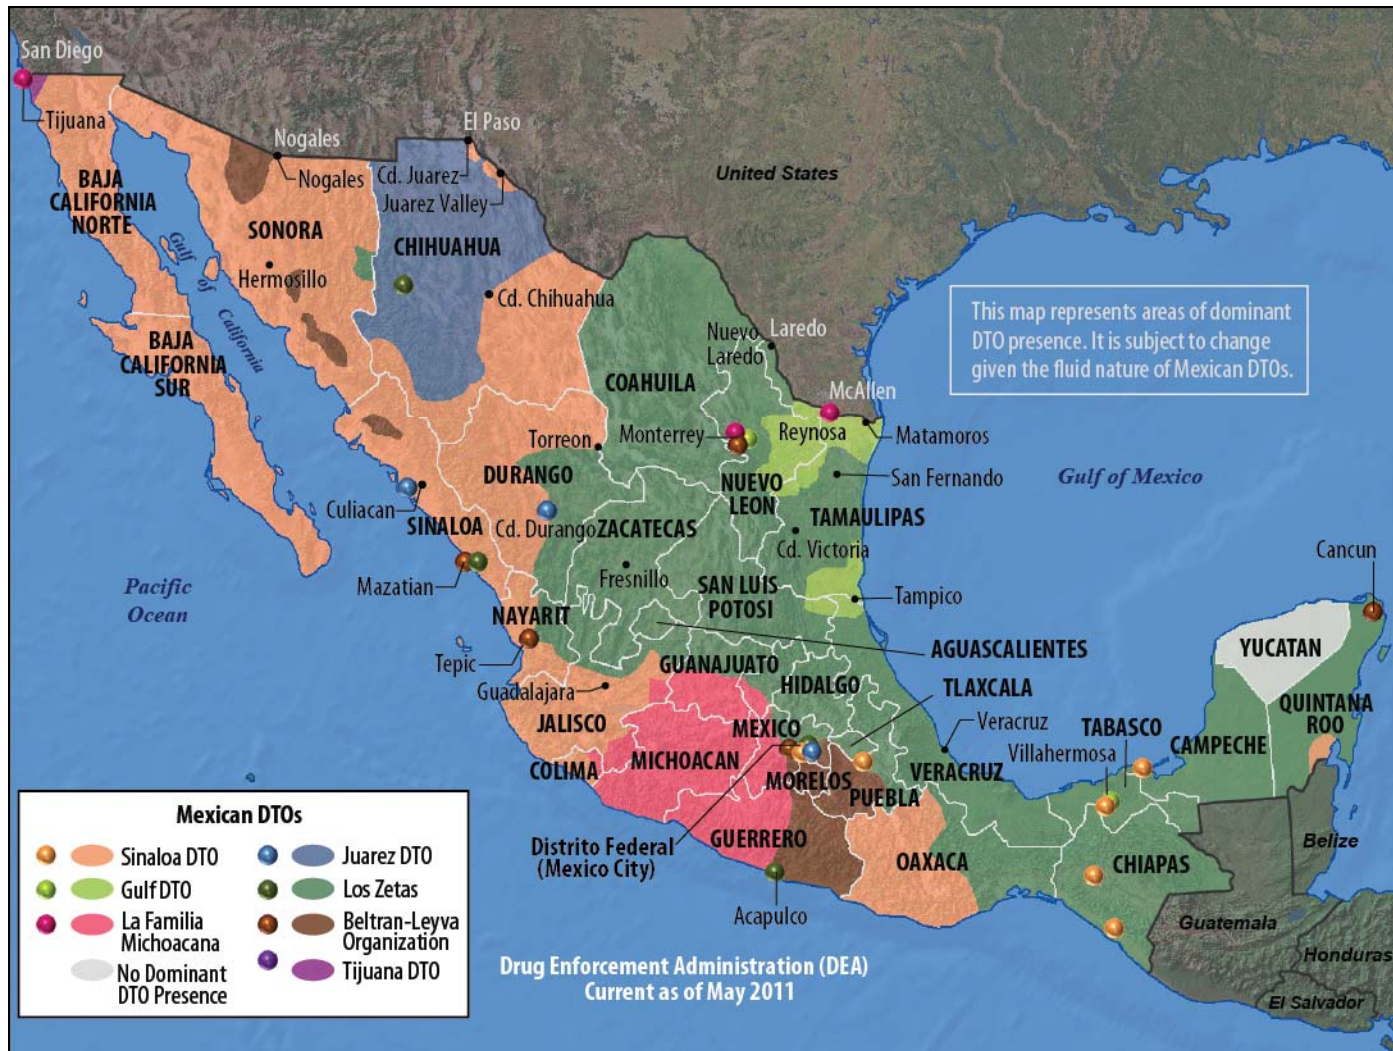 San Diego
Tijuana
Nogales
Nogales
El Paso
Cd. Juarez
Juarez Valley
United States
BAJA
CALIFORNIA
NORTE
SONORA
Hermosillo
CHIHUAHUA
Cd. Chihuahua
Gulf
of
California
BAJA
CALIFORNIA
SUR
This map represents areas of dominant
DTO presence. It is subject to change
given the fluid nature of Mexican DTOs.
Nuevo
Laredo
Laredo
COAHUILA
McAllen
Monterrey
Reynosa
Matamoros
Torreon
DURANGO
NUEVO
LEON
San Fernando
Gulf of Mexico
Culiacan
SINALOA
Cd. Durango
ZACATECAS
TAMAULIPAS
Cd. Victoria
Fresnillo
Mazatlan
SAN LUIS
POTOSI
Tampico
Cancun
Pacific
Ocean
NAYARIT
Tepic
AGUASCALIENTES
YUCATAN
GUANAJUATO
Guadalajara
HIDALGO
TLAXCALA
QUINTANA
ROO
JALISCO
MEXICO
Veracruz
TABASCO
Villahermosa
CAMPECHE
COLIMA
MICHOACAN
MORELOS
PUEBLA
VERACRUZ
GUERRERO
Distrito Federal
(Mexico City)
OAXACA
CHIAPAS
Belize
Acapulco
Guatemala
Honduras
El Salvador
Mexican DTOs
Sinaloa DTO
Gulf DTO
La Familia
Michoacana
No Dominant
DTO Presence
Juarez DTO
Los Zetas
Beltran-Leyva
Organization
Tijuana DTO
Drug Enforcement Administration (DEA)
Current as of May 2011